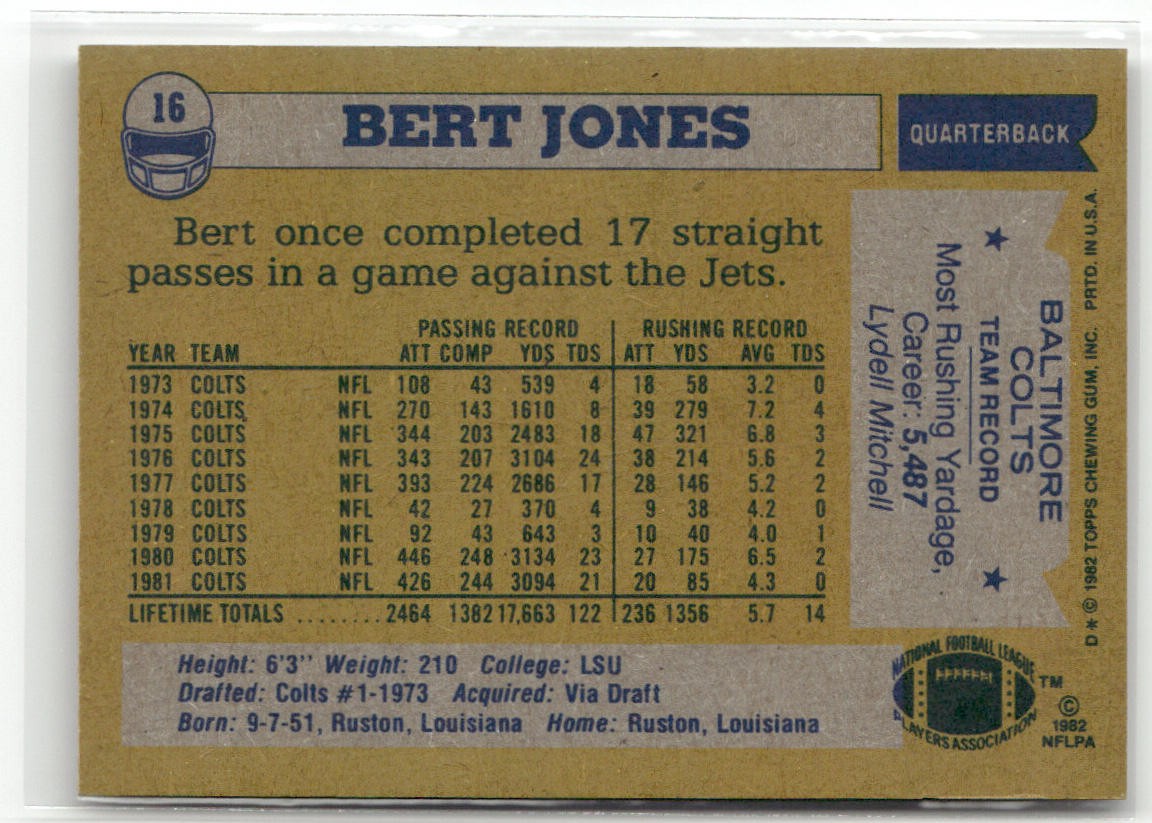 16
BERT JONES
QUARTERBACK
Bert once completed 17 straight
passes in a game against the Jets.
PASSING RECORD RUSHING RECORD
YEAR TEAM ATT COMP YDS TDS ATT YDS AVG TDS
1973 COLTS NFL 108 43 539 4 18 58 3.2 0
1974 COLTS NFL 270 143 1610 8 39 279 7.2 4
1975 COLTS NFL 344 203 2483 18 47 321 6.8 3
1976 COLTS NFL 343 207 3104 24 38 214 5.6 2
1977 COLTS NFL 393 224 2686 17 28 146 5.2 2
1978 COLTS NFL 42 27 370 4 9 38 4.2 0
1979 COLTS NFL 92 43 643 3 10 40 4.0 1
1980 COLTS NFL 446 248 3134 23 27 175 6.5 2
1981 COLTS NFL 426 244 3094 21 20 85 4.3 0
LIFETIME TOTALS ........ 2464 1382 17,663 122 236 1356 5.7 14
Height: 6'3" Weight: 210 College: LSU
Drafted: Colts #1-1973 Acquired: Via Draft
Born: 9-7-51, Ruston, Louisiana Home: Ruston, Louisiana
BALTIMORE
COLTS
★ TEAM RECORD ★
Most Rushing Yardage,
Career: 5,487
Lydell Mitchell
D*© 1982 TOPPS CHEWING GUM, INC. PRTD. IN U.S.A.
NATIONAL FOOTBALL LEAGUE
PLAYERS ASSOCIATION
TM
©
1982
NFLPA